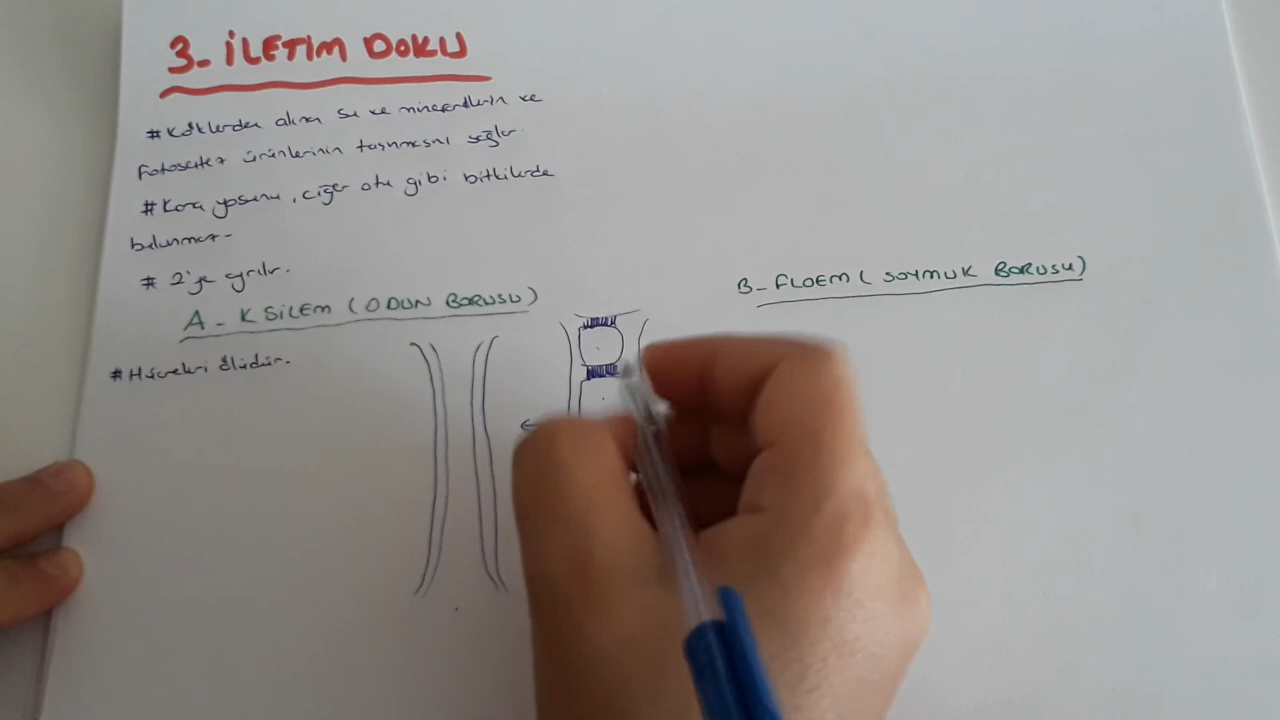 3- İLETİM DOKU
# Köklerden alınan su ve minerallerin ve
Fotosentez ürünlerinin taşınmasını sağlar.
# Kara yosunu, ciğer otu gibi bitkilerde
bulunmaz-
# 2'ye ayrılır.
A - KSİLEM ( ODUN BORUSU )
B - FLOEM ( SOYMUK BORUSU )
# Hücreleri ölüdür.